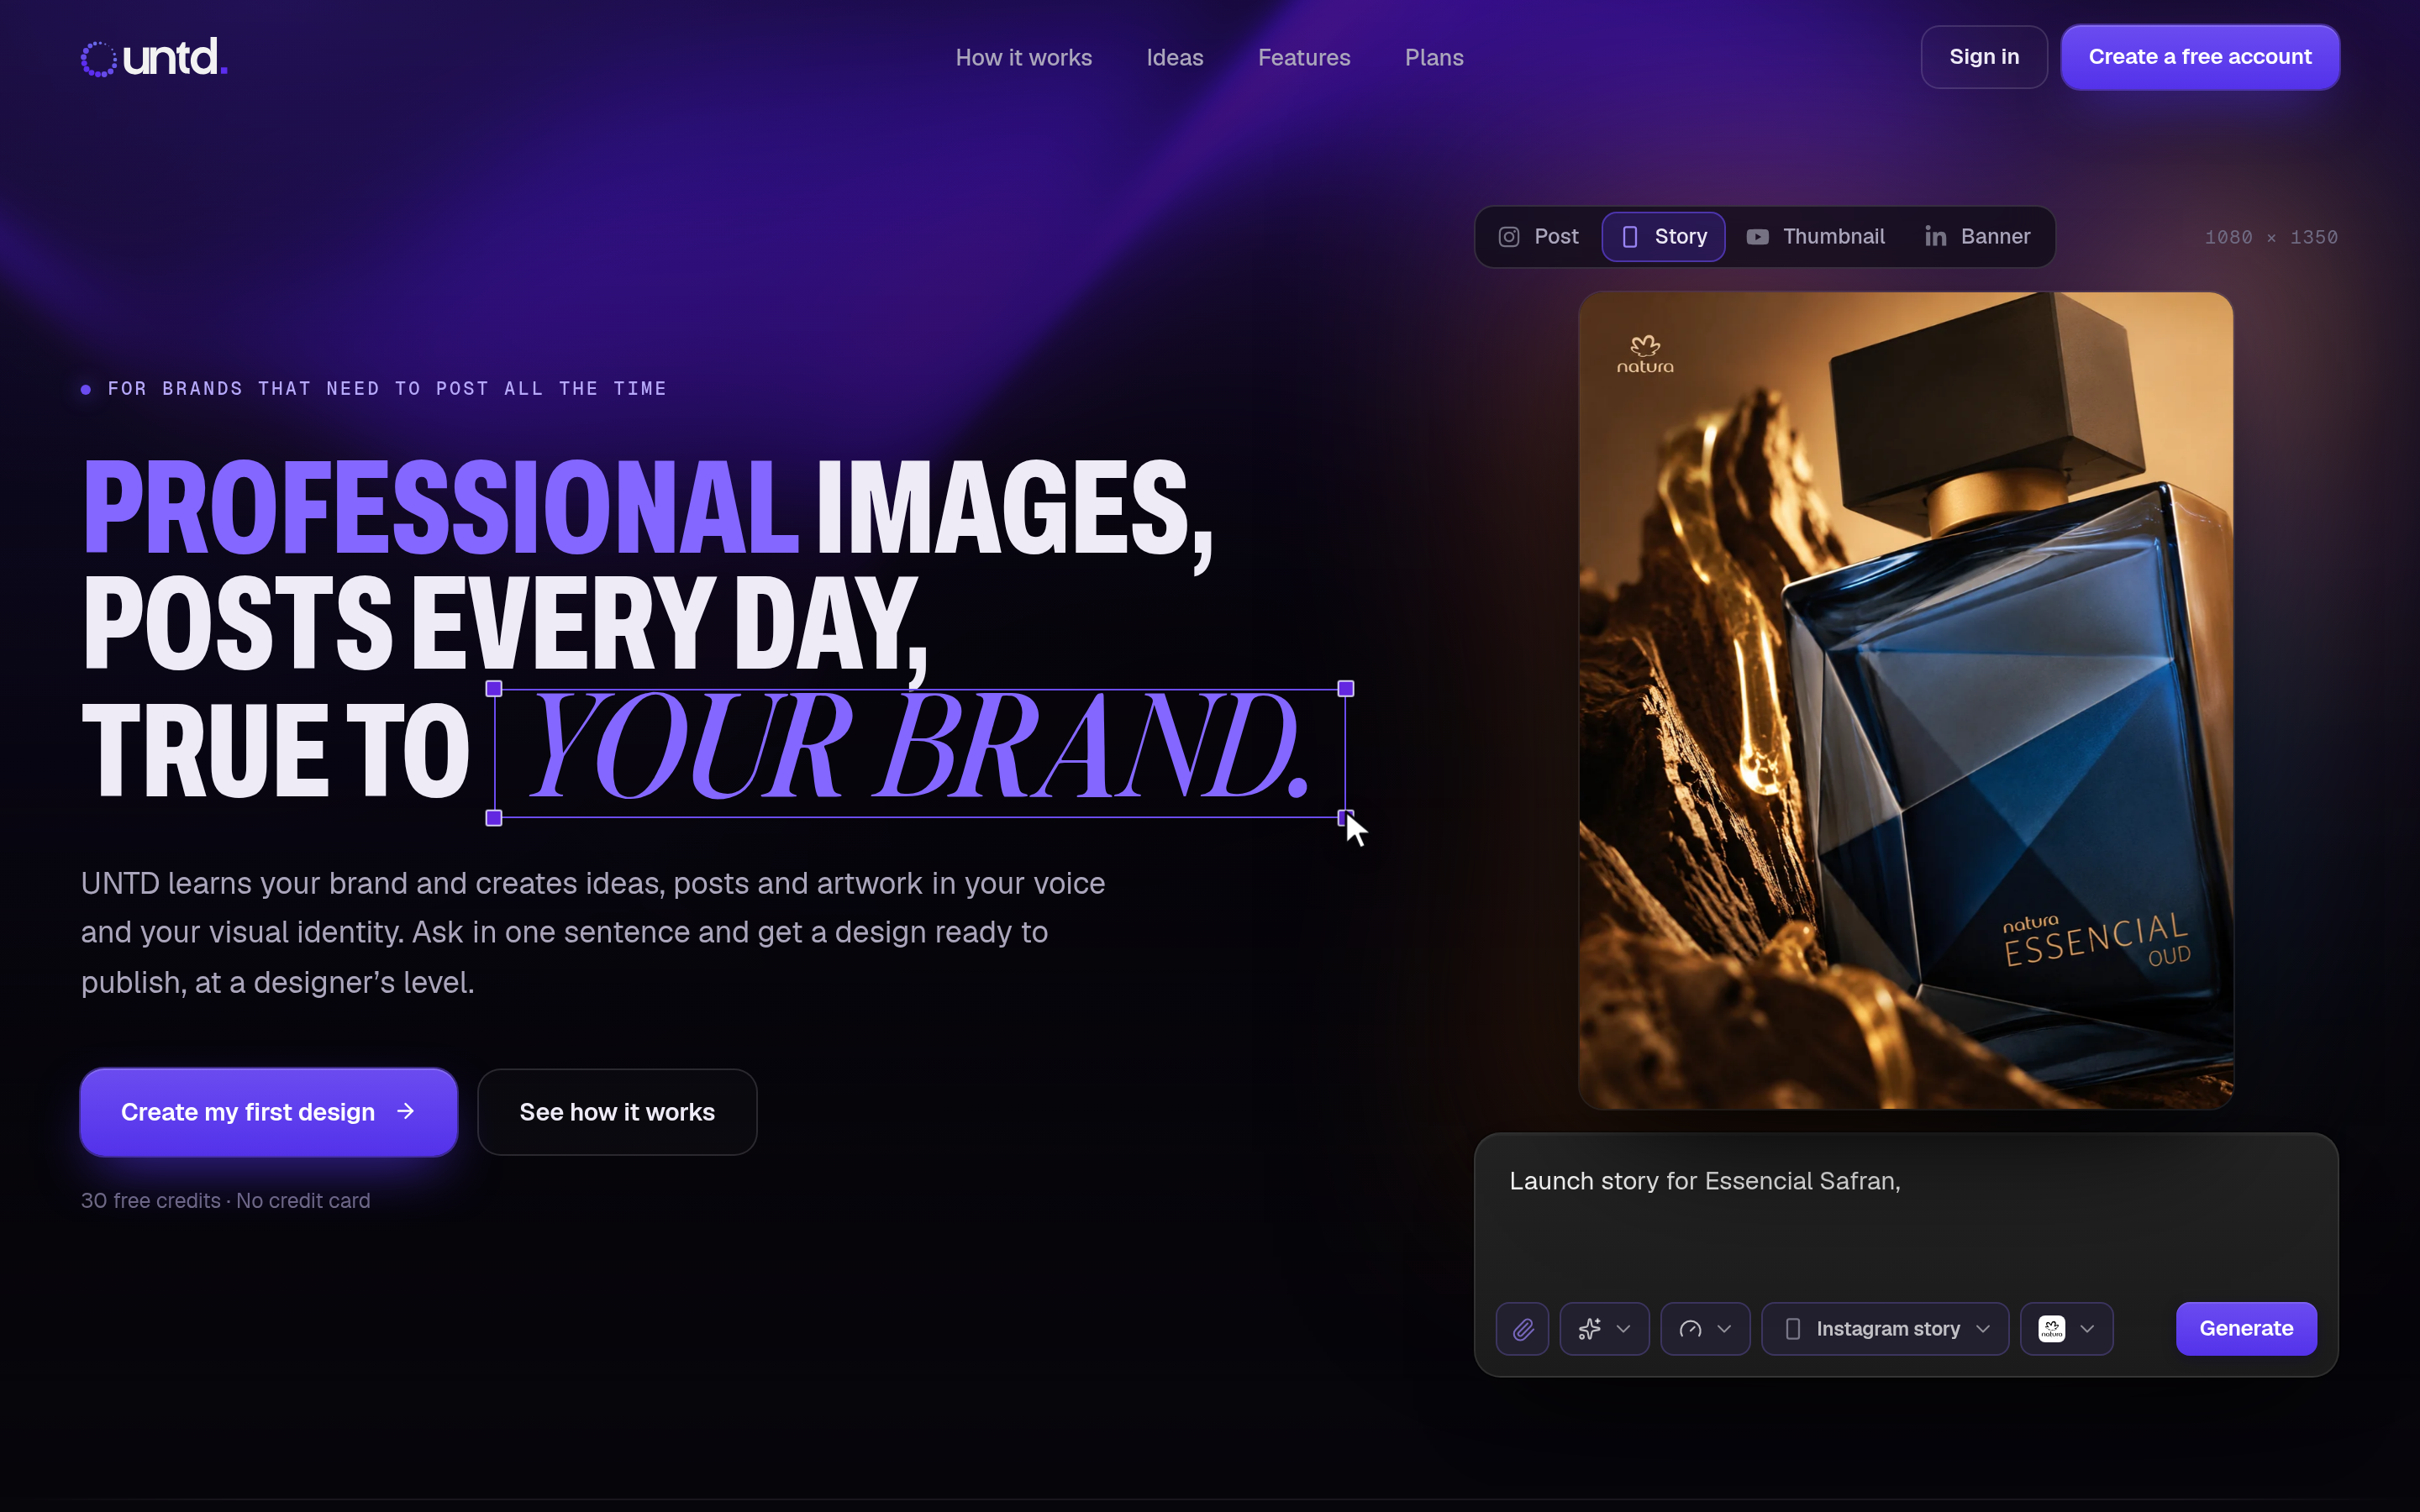 untd.
How it works
Ideas
Features
Plans
Sign in
Create a free account
FOR BRANDS THAT NEED TO POST ALL THE TIME
PROFESSIONAL IMAGES,
POSTS EVERY DAY,
TRUE TO YOUR BRAND.
UNTD learns your brand and creates ideas, posts and artwork in your voice
and your visual identity. Ask in one sentence and get a design ready to
publish, at a designer’s level.
Create my first design
See how it works
30 free credits · No credit card
Post
Story
Thumbnail
Banner
1080 × 1350
natura
natura
ESSENCIAL
OUD
Launch story for Essencial Safran,
Instagram story
natura
Generate